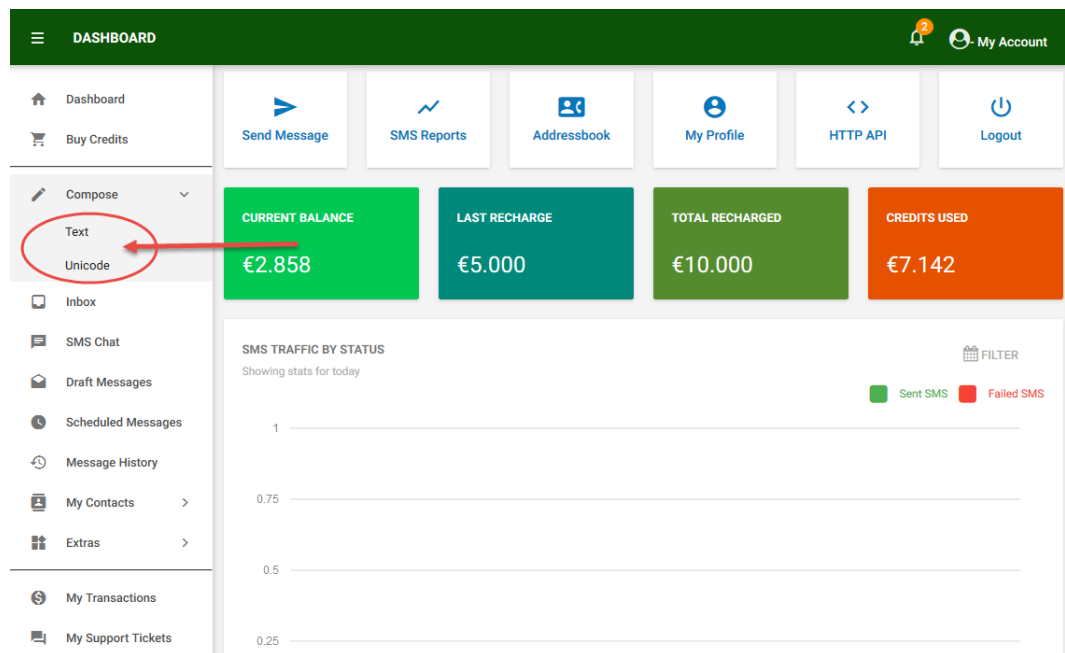 DASHBOARD
2
- My Account
Dashboard
Buy Credits
Compose
Text
Unicode
Inbox
SMS Chat
Draft Messages
Scheduled Messages
Message History
My Contacts
Extras
My Transactions
My Support Tickets
Send Message
SMS Reports
Addressbook
My Profile
HTTP API
Logout
CURRENT BALANCE
€2.858
LAST RECHARGE
€5.000
TOTAL RECHARGED
€10.000
CREDITS USED
€7.142
SMS TRAFFIC BY STATUS
Showing stats for today
FILTER
Sent SMS
Failed SMS
1
0.75
0.5
0.25